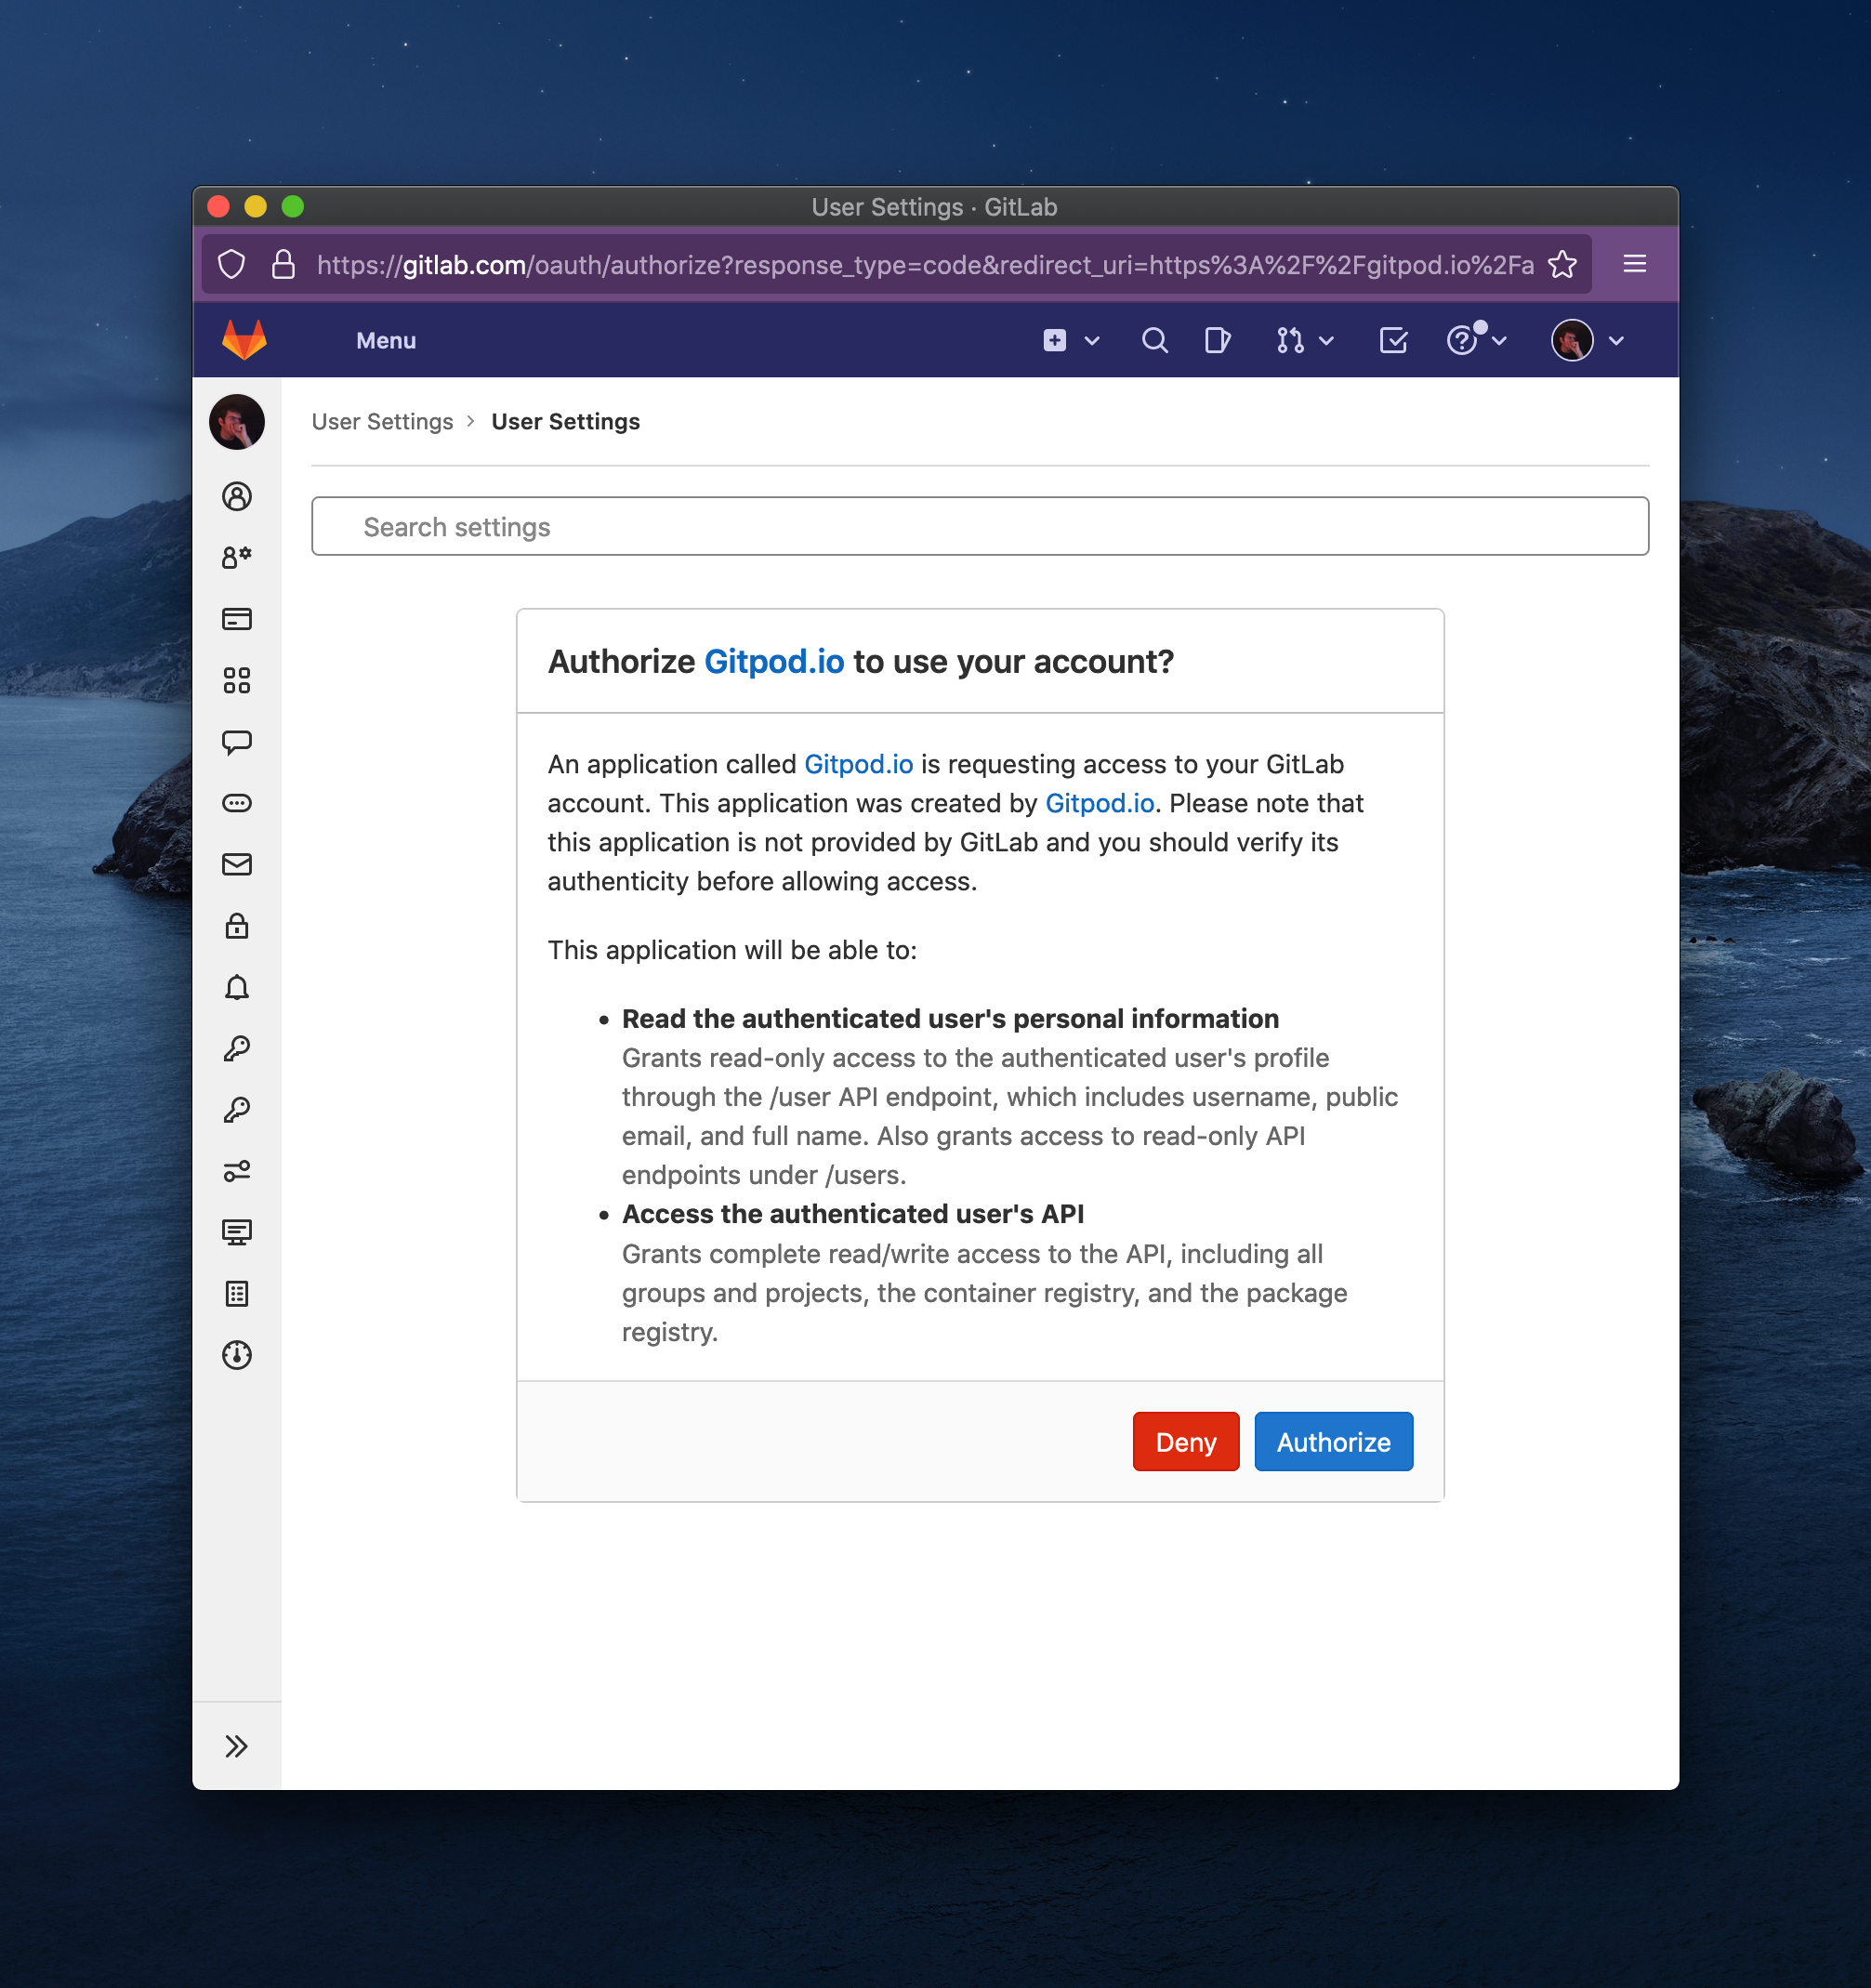 User Settings · GitLab
https://gitlab.com/oauth/authorize?response_type=code&redirect_uri=https%3A%2F%2Fgitpod.io%2Fa
Menu
User Settings > User Settings
Search settings
Authorize Gitpod.io to use your account?
An application called Gitpod.io is requesting access to your GitLab
account. This application was created by Gitpod.io. Please note that
this application is not provided by GitLab and you should verify its
authenticity before allowing access.
This application will be able to:
• Read the authenticated user's personal information
Grants read-only access to the authenticated user's profile
through the /user API endpoint, which includes username, public
email, and full name. Also grants access to read-only API
endpoints under /users.
• Access the authenticated user's API
Grants complete read/write access to the API, including all
groups and projects, the container registry, and the package
registry.
Deny Authorize